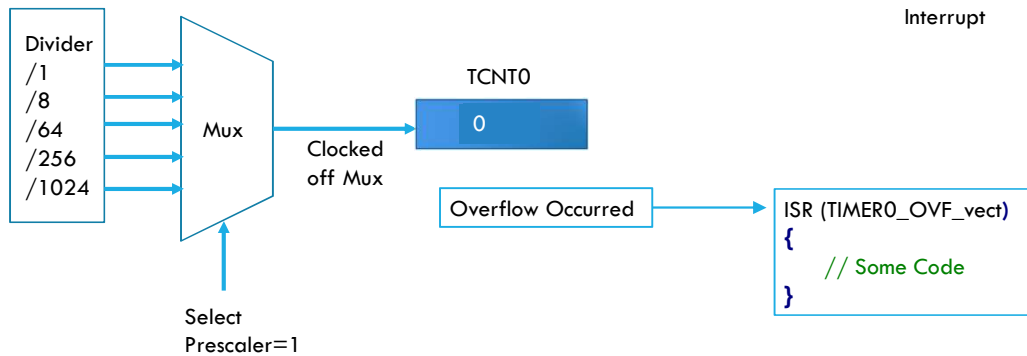 Interrupt
Divider
/1
/8
/64
/256
/1024
Mux
TCNT0
0
Clocked
off Mux
Overflow Occurred
ISR (TIMER0_OVF_vect)
{
// Some Code
}
Select
Prescaler=1